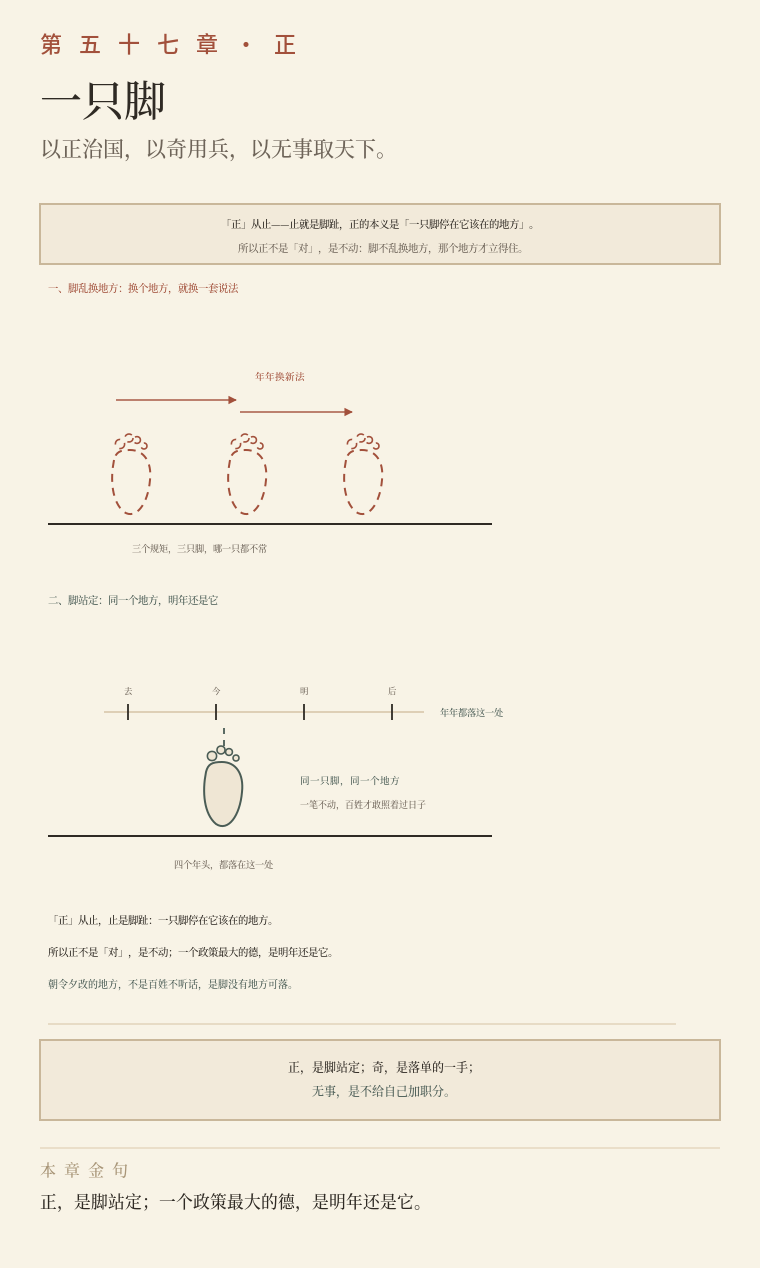 第五十七章·正
一只脚
以正治国，以奇用兵，以无事取天下。
「正」从止——止就是脚趾，正的本义是「一只脚停在它该在的地方」。
所以正不是「对」，是不动：脚不乱换地方，那个地方才立得住。
一、脚乱换地方：换个地方，就换一套说法
年年换新法
三个规矩，三只脚，哪一只都不常
二、脚站定：同一个地方，明年还是它
去 今 明 后
年年都落这一处
同一只脚，同一个地方
一笔不动，百姓才敢照着过日子
四个年头，都落在这一处
「正」从止，止是脚趾：一只脚停在它该在的地方。
所以正不是「对」，是不动；一个政策最大的德，是明年还是它。
朝令夕改的地方，不是百姓不听话，是脚没有地方可落。
正，是脚站定；奇，是落单的一手；
无事，是不给自己加职分。
本章金句
正，是脚站定；一个政策最大的德，是明年还是它。